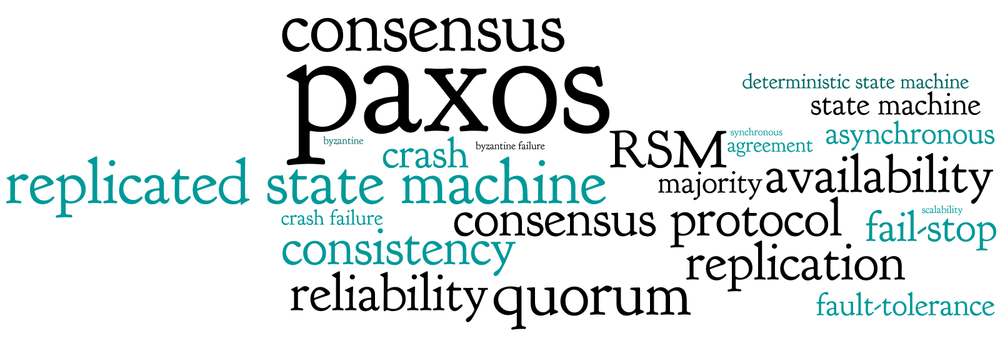 consensus
paxos
deterministic state machine
state machine
byzantine
crash
byzantine failure
RSM
synchronous
agreement
asynchronous
replicated state machine
majority
availability
crash failure
consensus protocol
scalability
fail-stop
consistency
replication
reliability
quorum
fault-tolerance